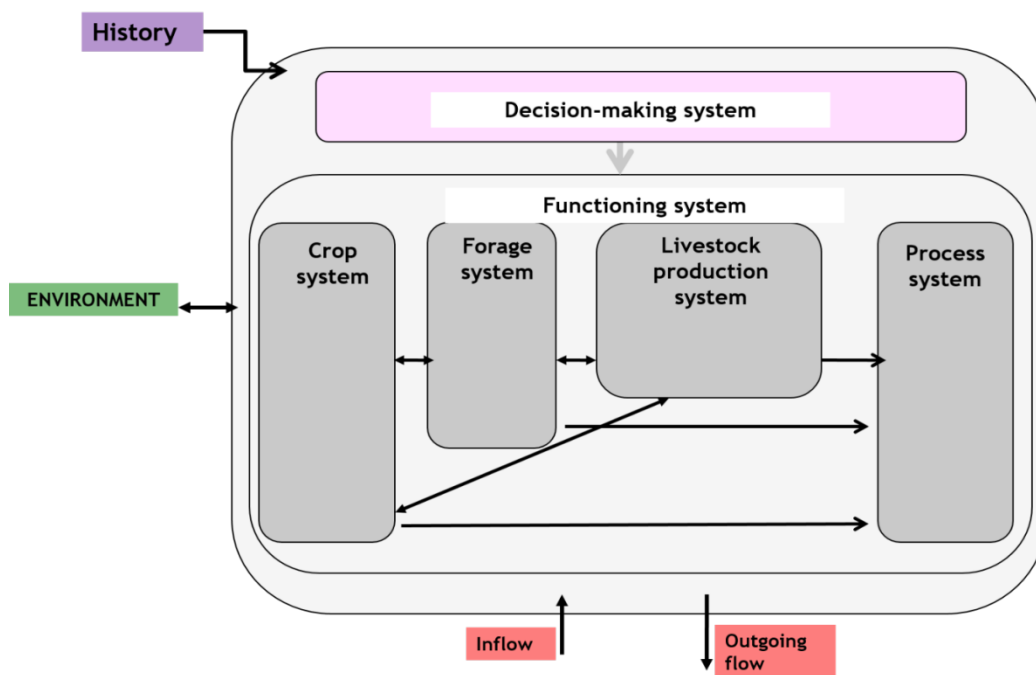 History
Decision-making system
Functioning system
Crop
system
Forage
system
Livestock
production
system
Process
system
ENVIRONMENT
Inflow
Outgoing
flow